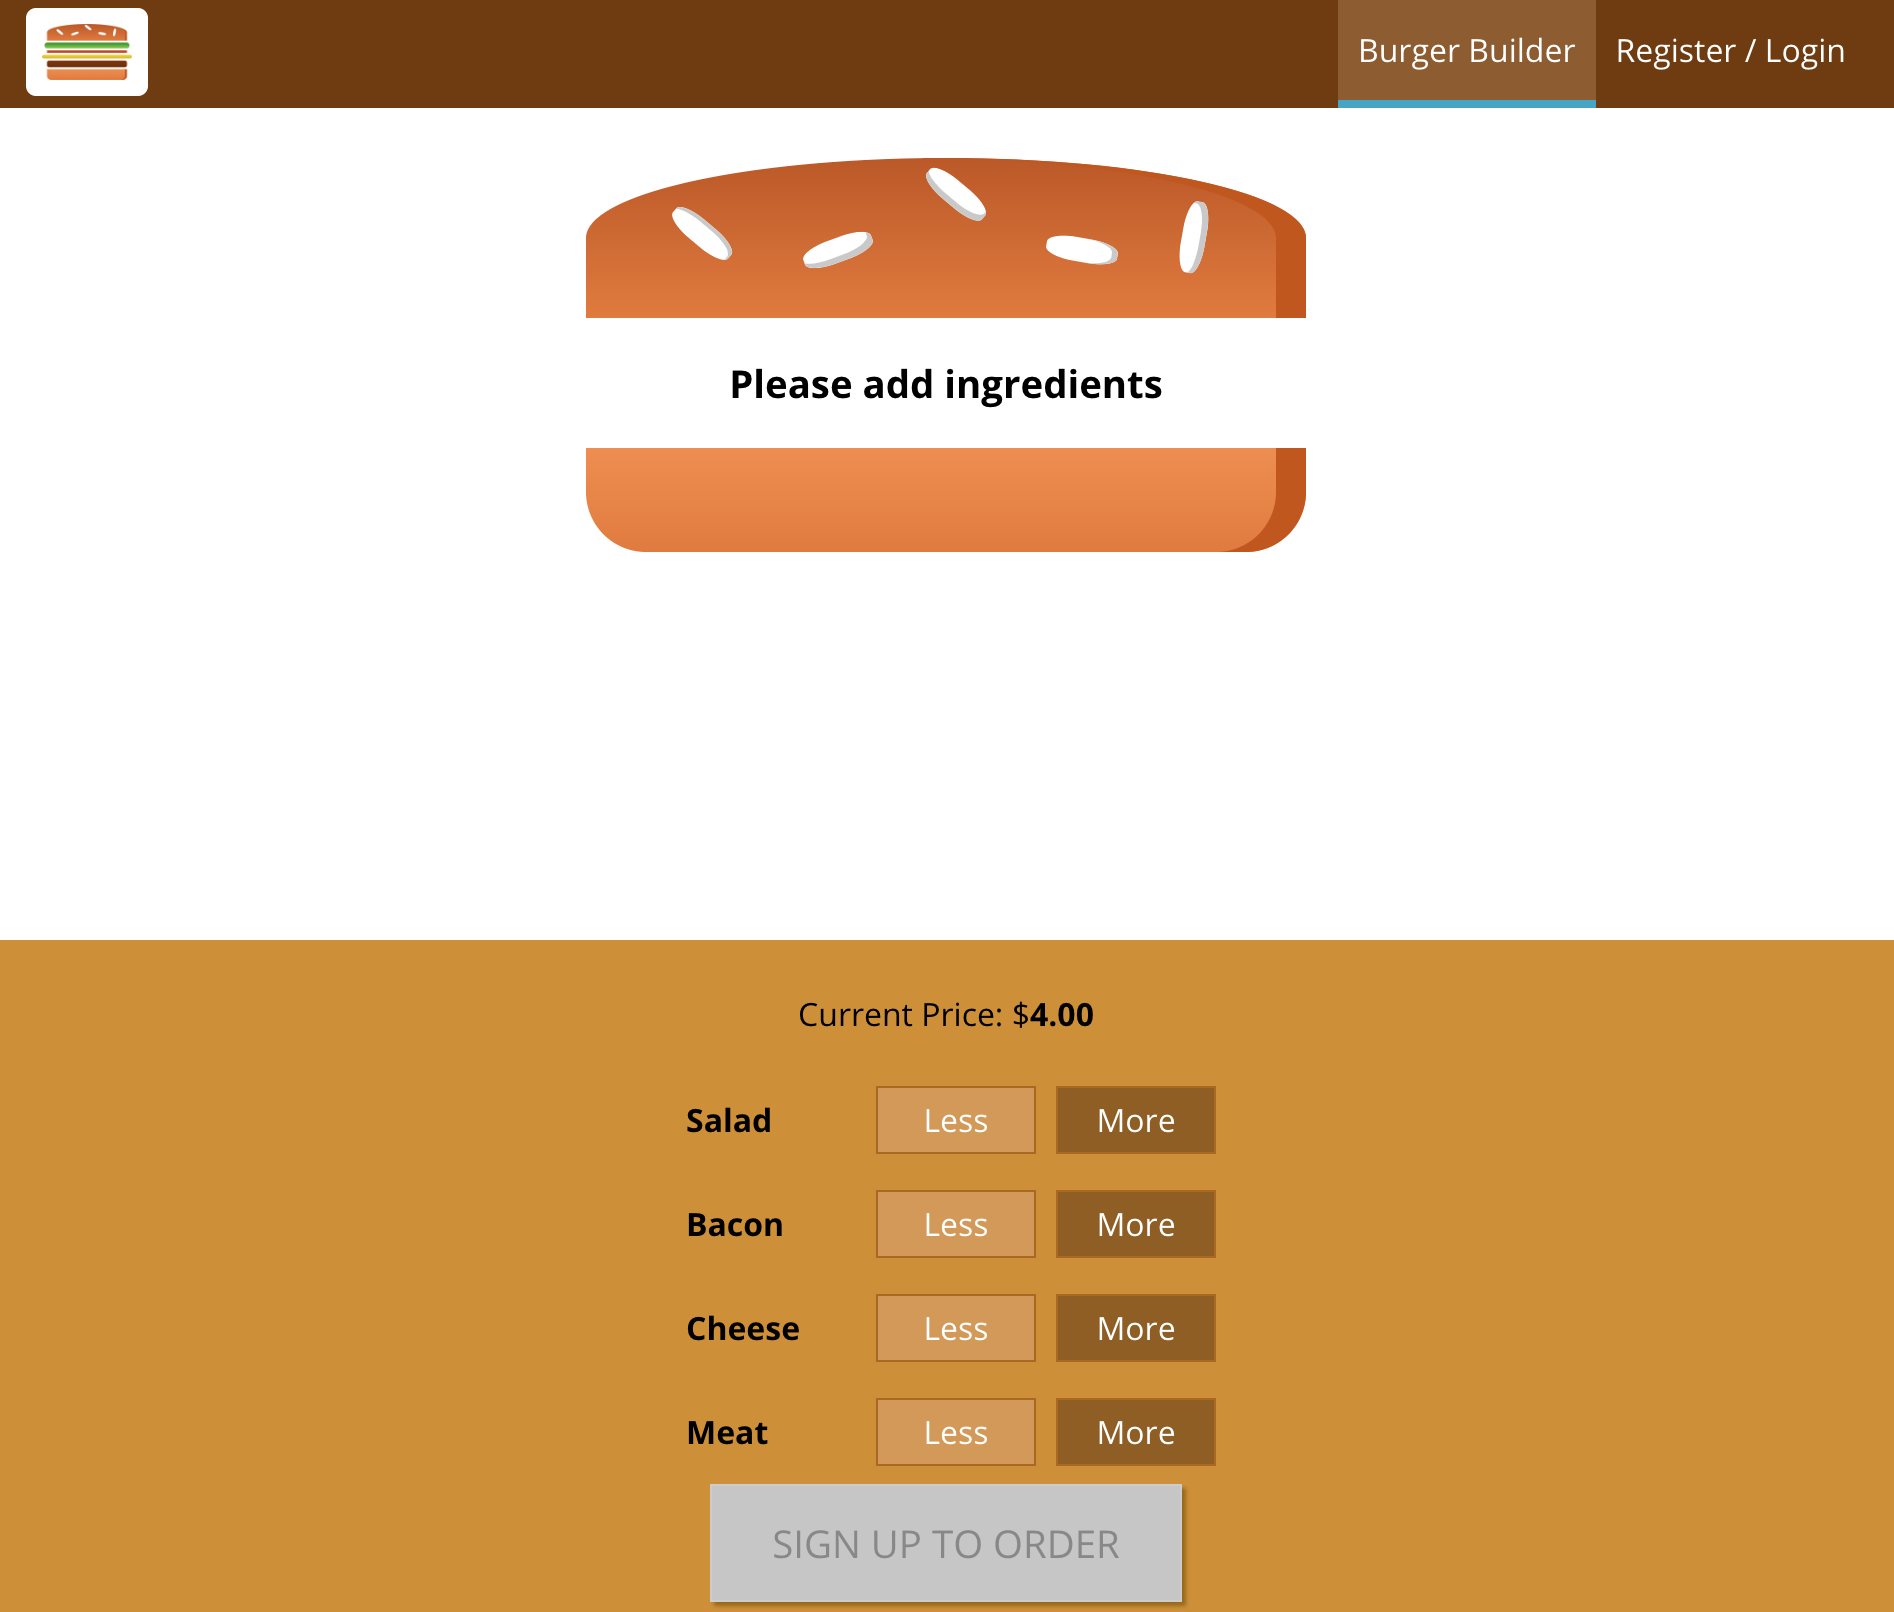 Burger Builder Register / Login
Please add ingredients
Current Price: $4.00
Salad Less More
Bacon Less More
Cheese Less More
Meat Less More
SIGN UP TO ORDER